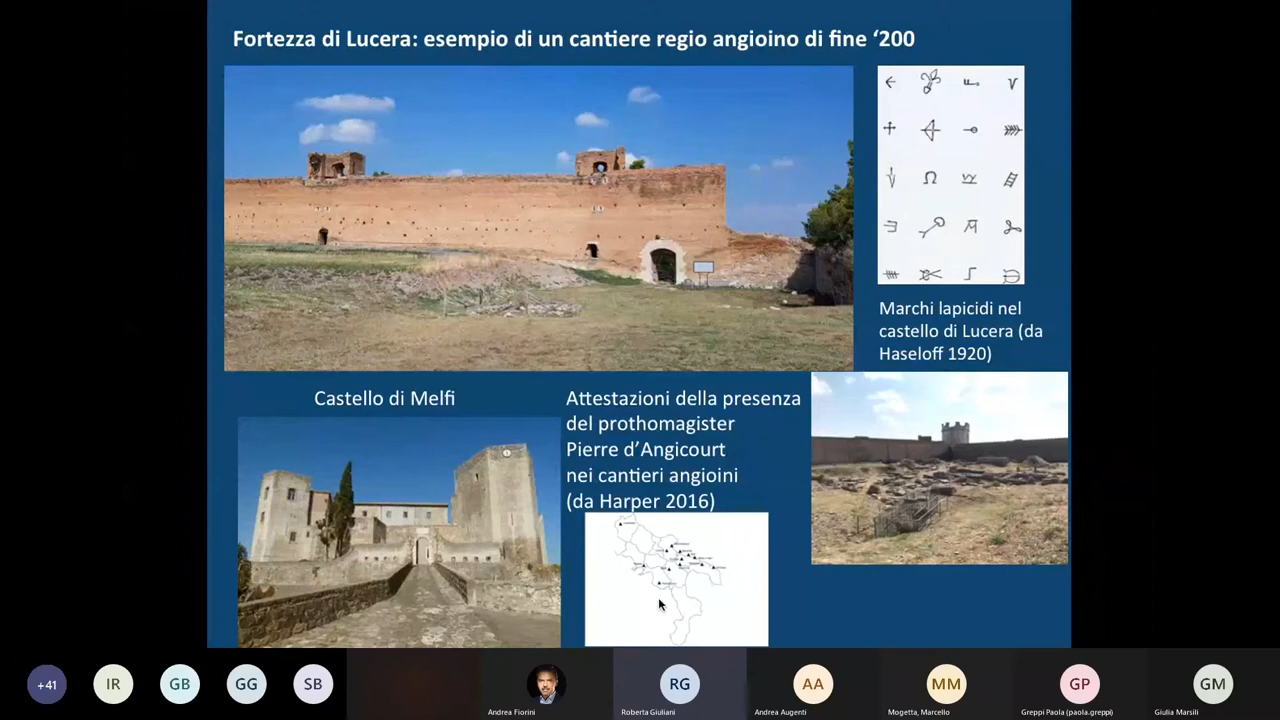 Fortezza di Lucera: esempio di un cantiere regio angioino di fine ‘200
Marchi lapicidi nel
castello di Lucera (da
Haseloff 1920)
Castello di Melfi
Attestazioni della presenza
del prothomagister
Pierre d’Angicourt
nei cantieri angioini
(da Harper 2016)
+41
IR
GB
GG
SB
Andrea Fiorini
RG
Roberta Giuliani
AA
Andrea Augenti
MM
Mogetta, Marcello
GP
Greppi Paola (paola.greppi)
GM
Giulia Marsili